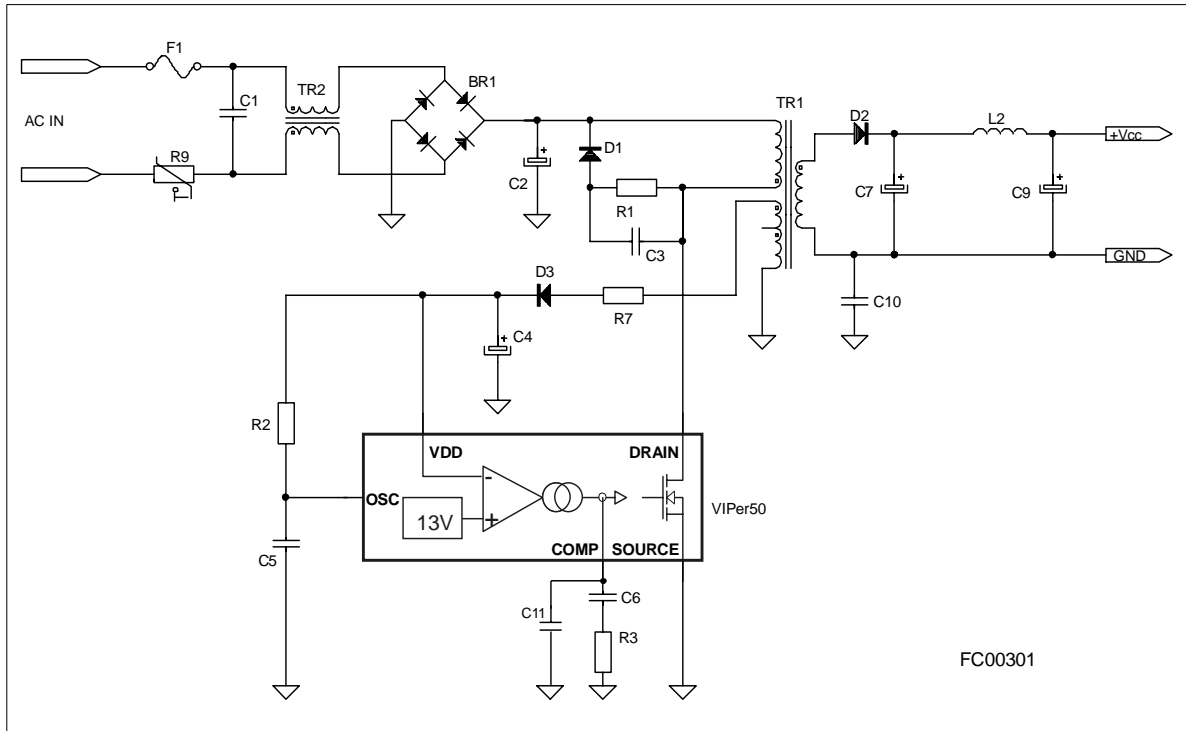 F1
AC IN
C1
TR2
BR1
R9
T°
C2
D1
R1
C3
TR1
D2
L2
+Vcc
C7
C9
GND
C10
D3
R7
C4
R2
VDD
DRAIN
OSC
-
+
13V
VIPer50
COMP SOURCE
C5
C11
C6
R3
FC00301